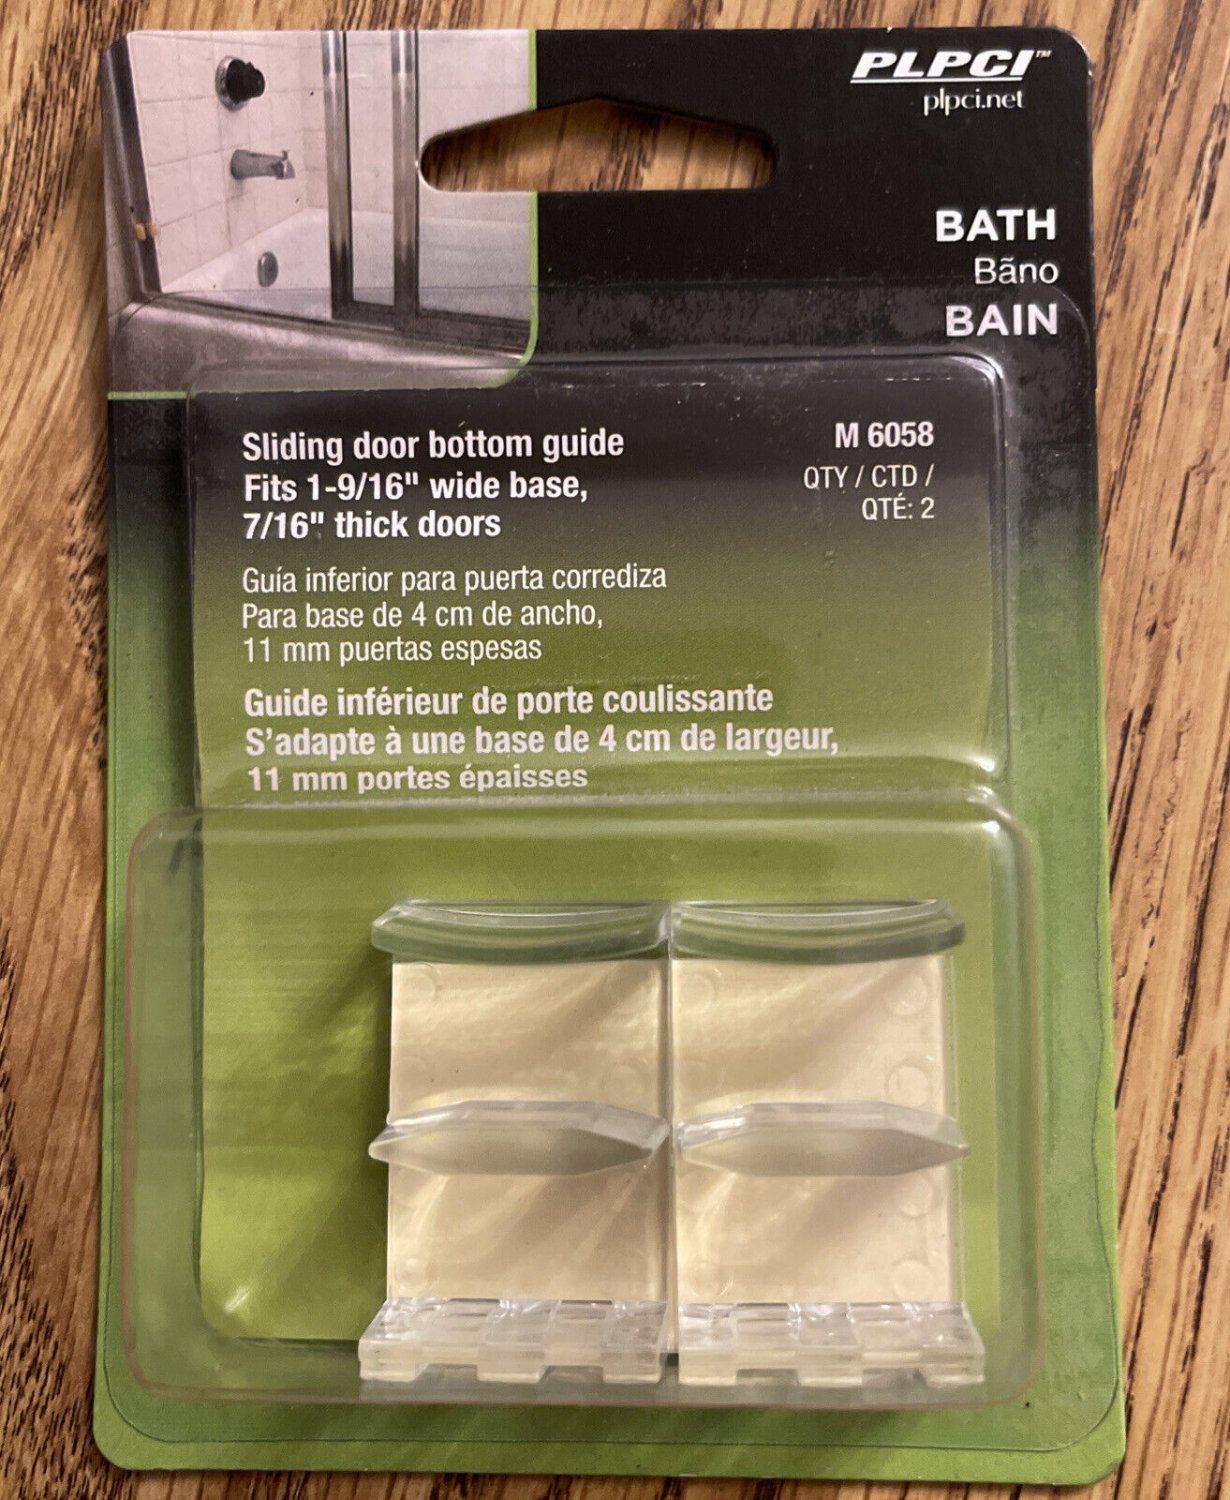 PLPCI™
plpci.net
BATH
Bãno
BAIN
Sliding door bottom guide
Fits 1-9/16" wide base,
7/16" thick doors
M 6058
QTY / CTD /
QTÉ: 2
Guía inferior para puerta corrediza
Para base de 4 cm de ancho,
11 mm puertas espesas
Guide inférieur de porte coulissante
S'adapte à une base de 4 cm de largeur,
11 mm portes épaisses